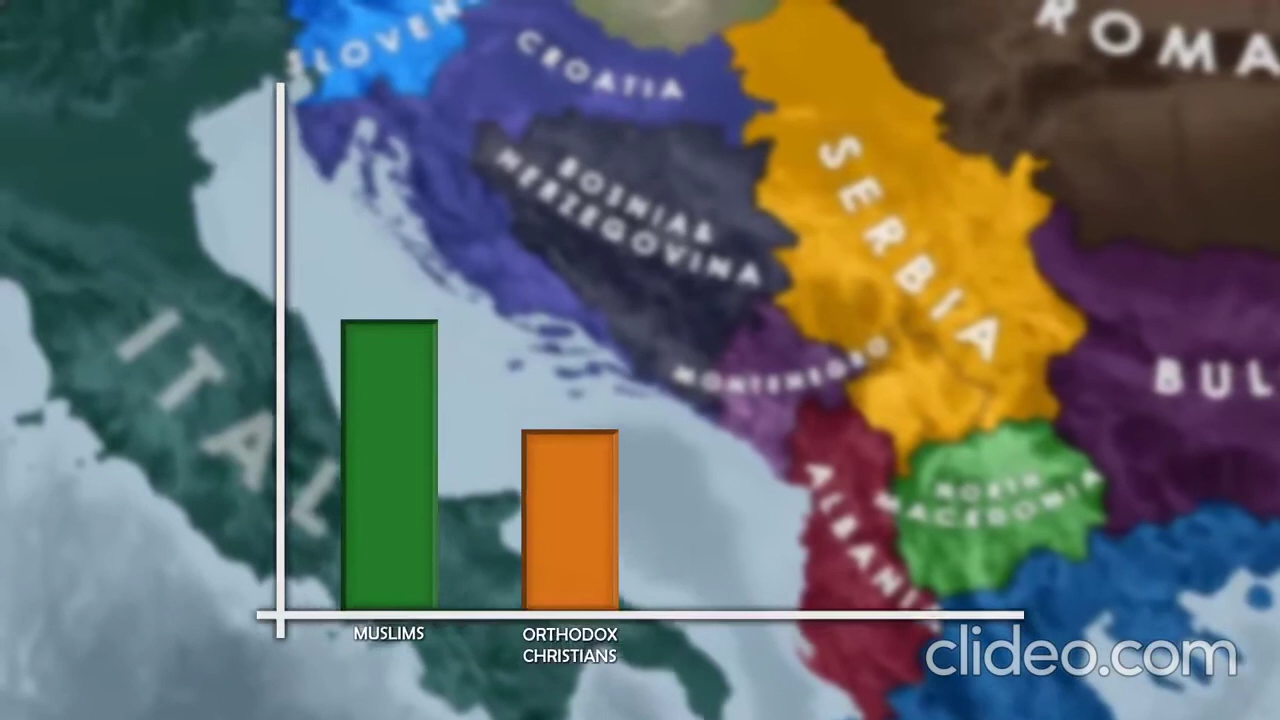 SLOVEN
CROATIA
ROMA
SERBIA
BOSNIA&
HERZEGOVINA
ITAL
MONTENEGRO
BUL
ALBANI
NORTH
MACEDONIA
MUSLIMS
ORTHODOX
CHRISTIANS
clideo.com